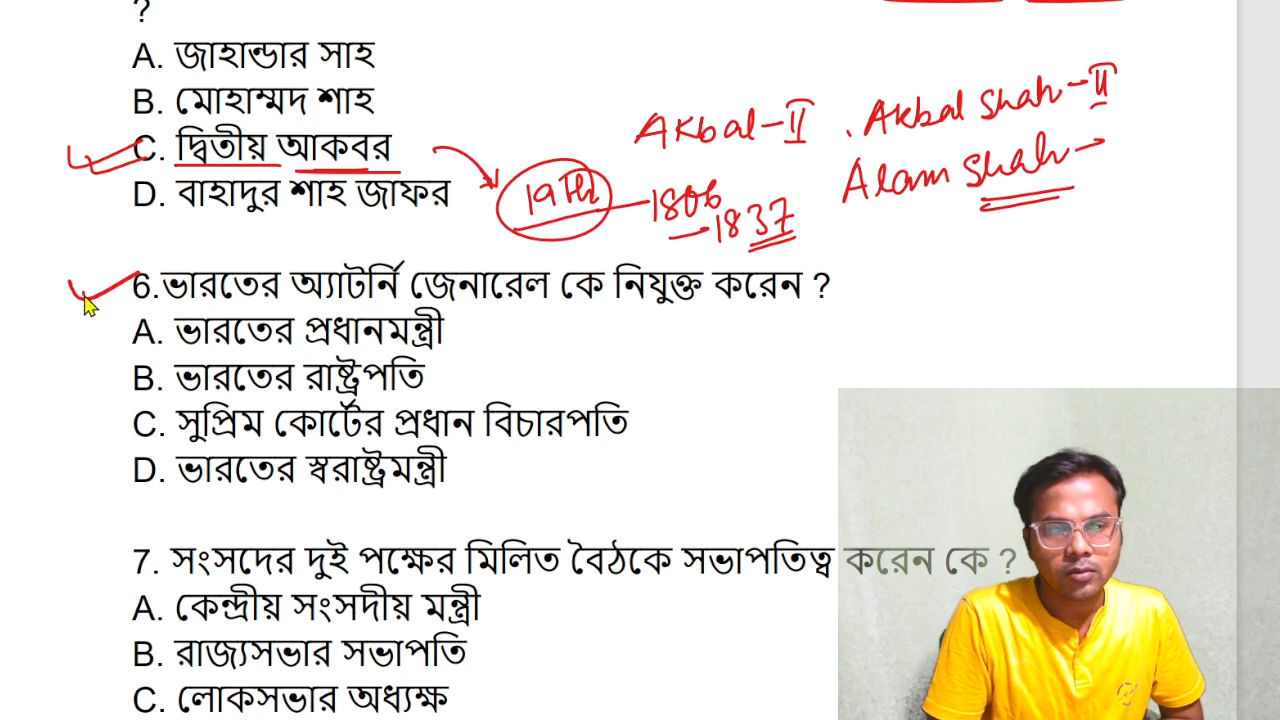 ?
A. জাহান্ডার সাহ
B. মোহাম্মদ শাহ
C. দ্বিতীয় আকবর
D. বাহাদুর শাহ জাফর
Akbal-II . Akbal Shah-II
Alam Shah-
19th 1806
1837
6.ভারতের অ্যাটর্নি জেনারেল কে নিযুক্ত করেন ?
A. ভারতের প্রধানমন্ত্রী
B. ভারতের রাষ্ট্রপতি
C. সুপ্রিম কোর্টের প্রধান বিচারপতি
D. ভারতের স্বরাষ্ট্রমন্ত্রী
7. সংসদের দুই পক্ষের মিলিত বৈঠকে সভাপতিত্ব করেন কে ?
A. কেন্দ্রীয় সংসদীয় মন্ত্রী
B. রাজ্যসভার সভাপতি
C. লোকসভার অধ্যক্ষ